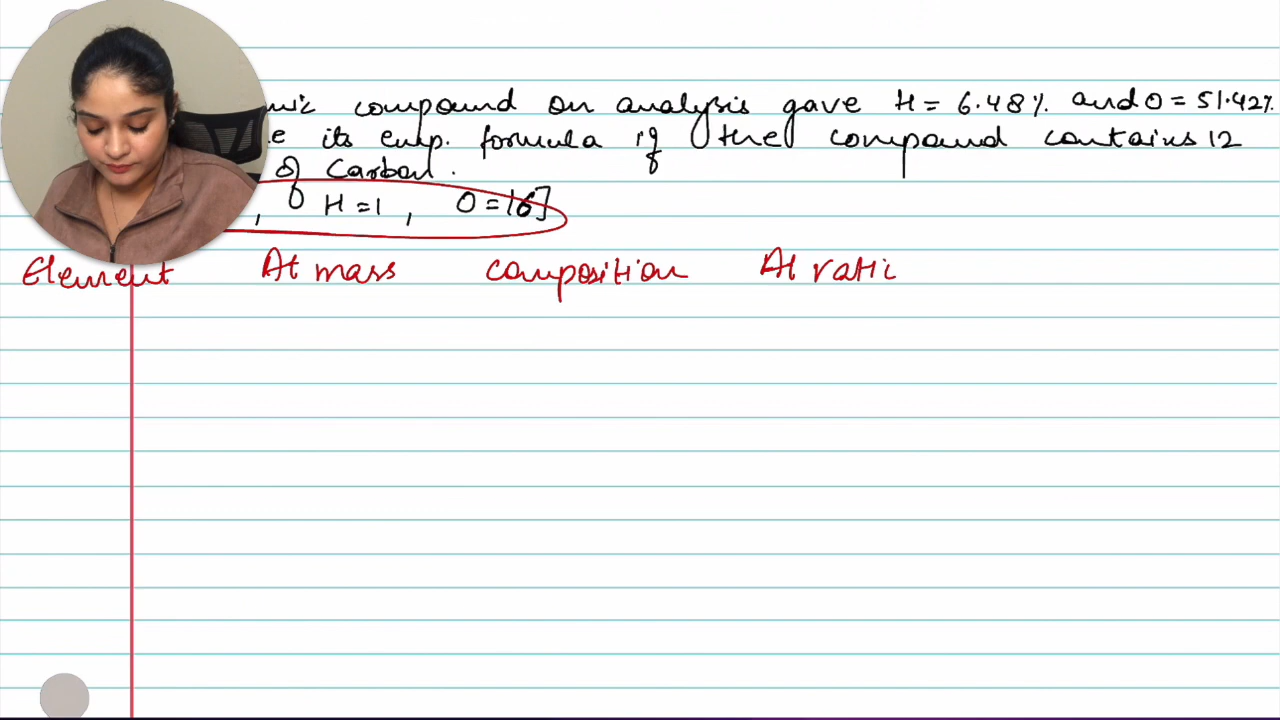 compound on analysis gave H = 6.48%. and O = 51.42%.
its emp. formula if the compound contains 12
of Carbon.
, H = 1, O = 16]
Element At mass composition At ratio